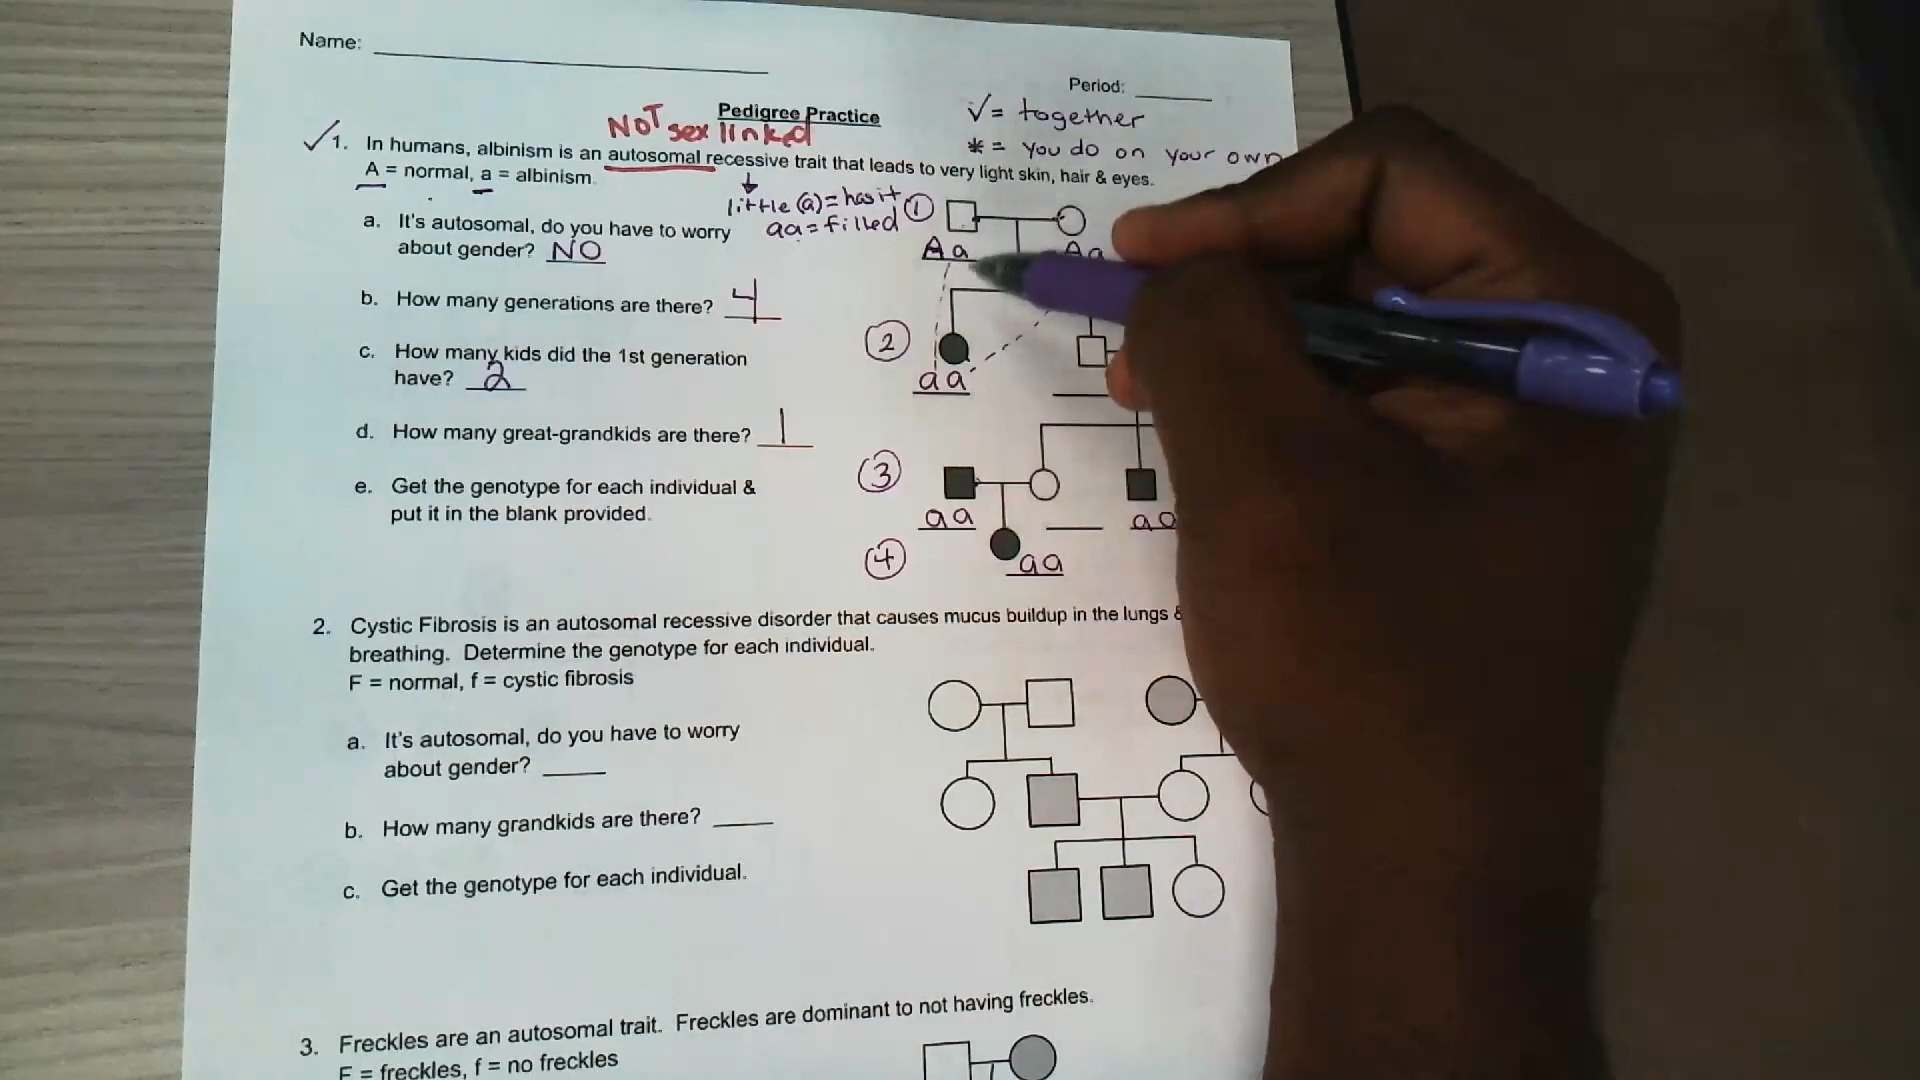 Name:
Period:
Pedigree Practice
NOT sex linked
√= together
* = you do on your own
√ 1. In humans, albinism is an autosomal recessive trait that leads to very light skin, hair & eyes.
A = normal, a = albinism.
little (a) = has it
aa = filled
a. It's autosomal, do you have to worry
about gender? NO
b. How many generations are there? 4
c. How many kids did the 1st generation
have? 2
d. How many great-grandkids are there? 1
e. Get the genotype for each individual &
put it in the blank provided.
1
Aa Aa
2
aa
3
aa
4
aa
2. Cystic Fibrosis is an autosomal recessive disorder that causes mucus buildup in the lungs &
breathing. Determine the genotype for each individual.
F = normal, f = cystic fibrosis
a. It's autosomal, do you have to worry
about gender?
b. How many grandkids are there?
c. Get the genotype for each individual.
3. Freckles are an autosomal trait. Freckles are dominant to not having freckles.
F = freckles, f = no freckles